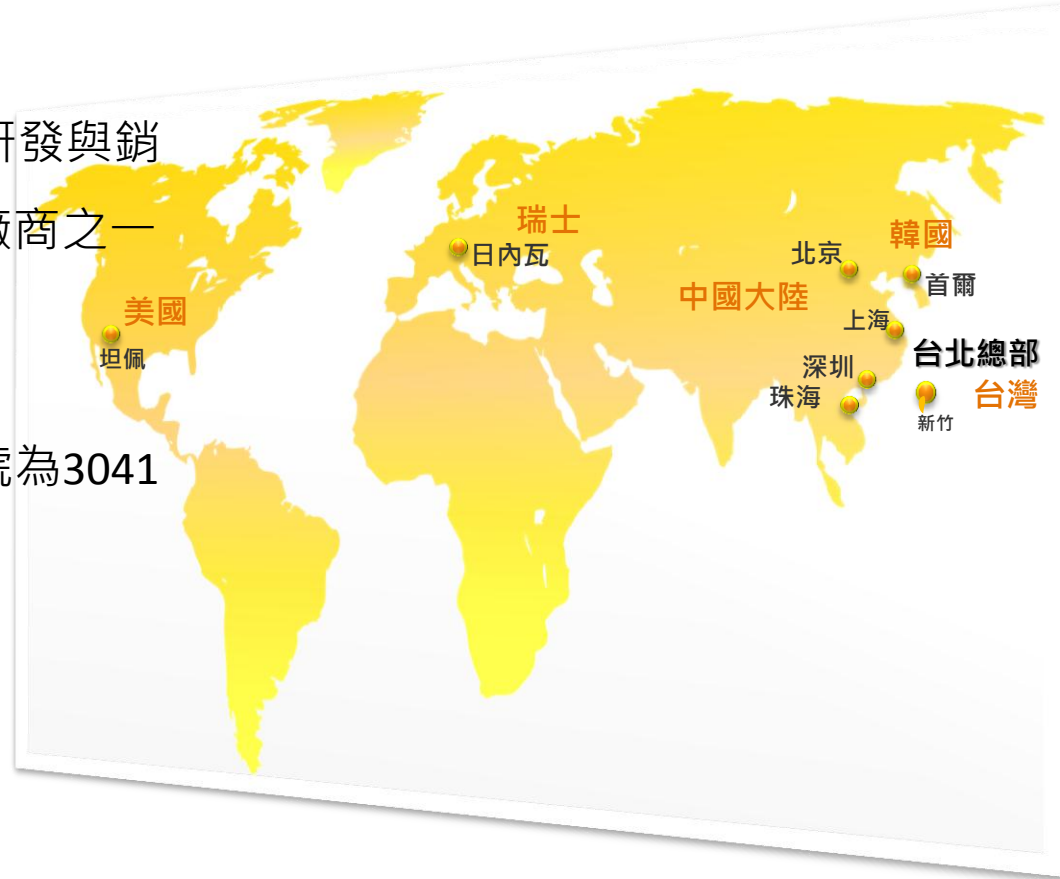 研發與銷
廠商之一
號為3041
美國
坦佩
瑞士
日內瓦
中國大陸
北京
韓國
首爾
上海
深圳
珠海
台北總部
台灣
新竹